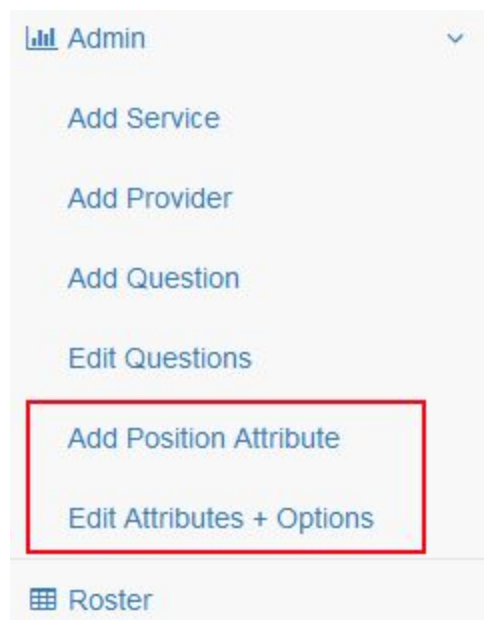 Admin
Add Service
Add Provider
Add Question
Edit Questions
Add Position Attribute
Edit Attributes + Options
Roster